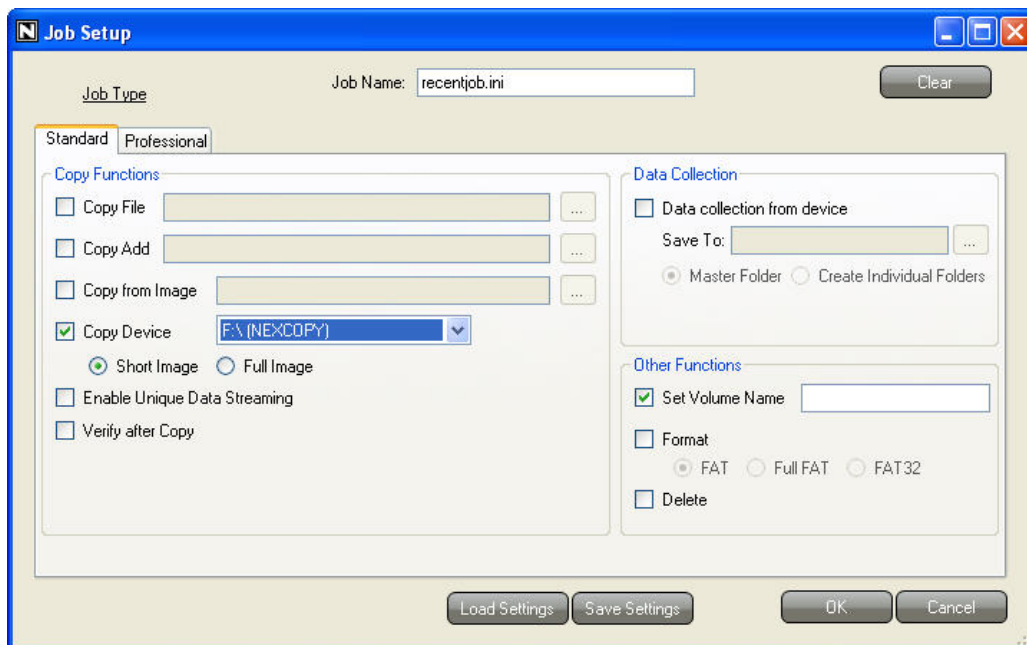 N Job Setup
Job Type
Job Name: recentjob.ini
Clear
Standard Professional
Copy Functions
Copy File ...
Copy Add ...
Copy from Image ...
Copy Device F:\ (NEXCOPY)
Short Image Full Image
Enable Unique Data Streaming
Verify after Copy
Data Collection
Data collection from device
Save To: ...
Master Folder Create Individual Folders
Other Functions
Set Volume Name
Format
FAT Full FAT FAT32
Delete
Load Settings Save Settings OK Cancel